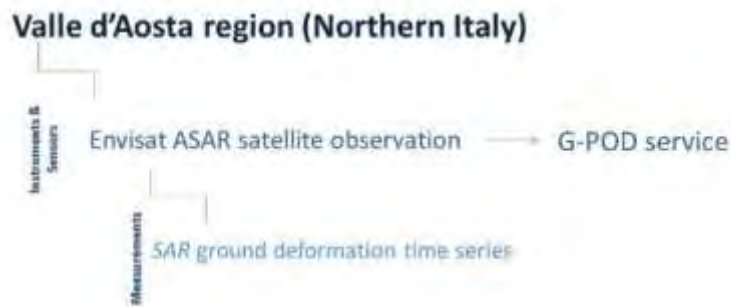 Valle d'Aosta region (Northern Italy)
Instruments &
Sensors
Envisat ASAR satellite observation
G-POD service
Measurements
SAR ground deformation time series